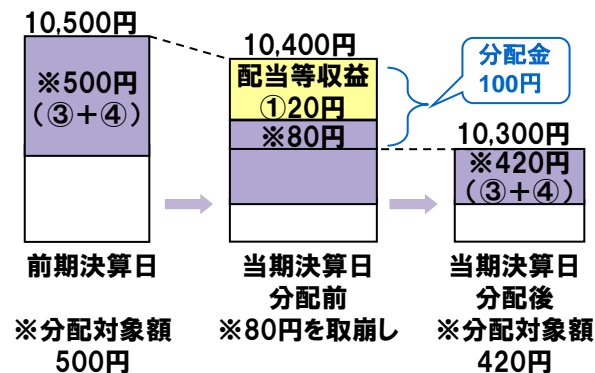 10,500円
※500円
(③+④)
前期決算日
※分配対象額
500円
10,400円
配当等収益
①20円
※80円
当期決算日
分配前
※80円を取崩し
分配金
100円
10,300円
※420円
(③+④)
当期決算日
分配後
※分配対象額
420円